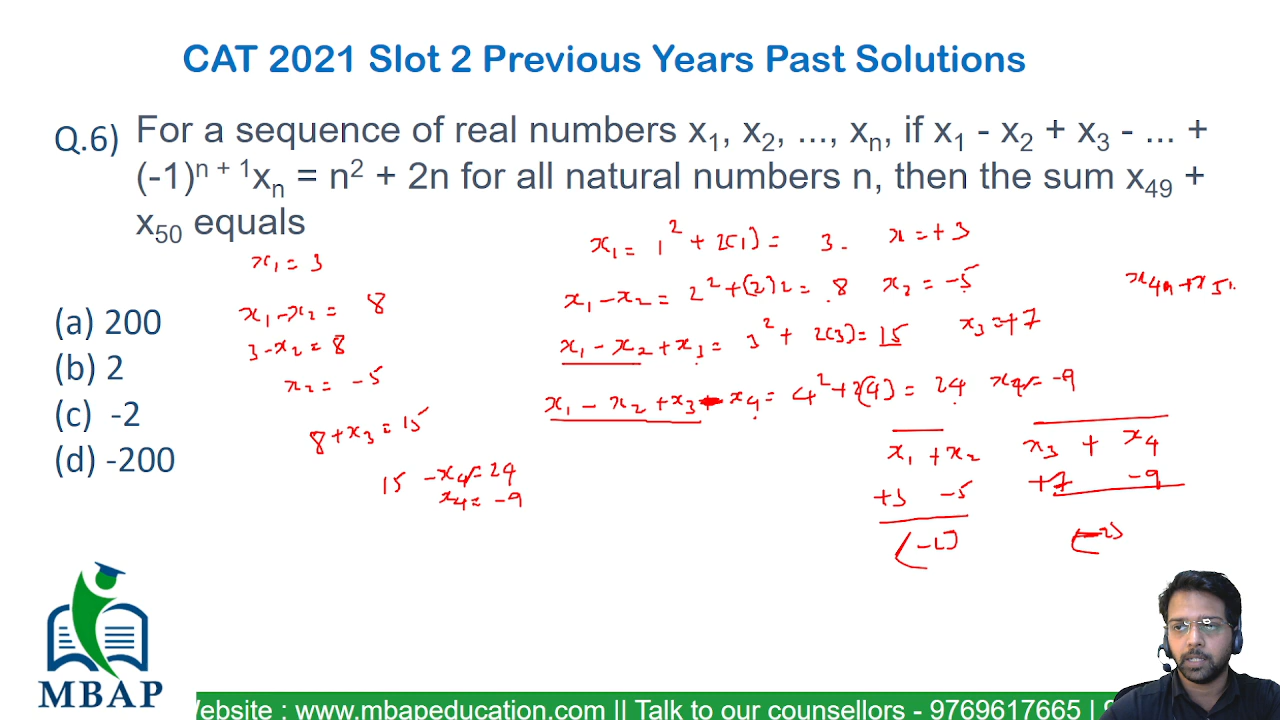 CAT 2021 Slot 2 Previous Years Past Solutions
Q.6) For a sequence of real numbers x₁, x₂, ..., xₙ, if x₁ - x₂ + x₃ - ... +
(-1)ⁿ ⁺ ¹xₙ = n² + 2n for all natural numbers n, then the sum x₄₉ +
x₅₀ equals
(a) 200
(b) 2
(c) -2
(d) -200
x₁ = 3
x₁ - x₂ = 8
3 - x₂ = 8
x₂ = -5
8 + x₃ = 15
15 - x₄ = 24
x₄ = -9
x₁ = 1² + 2(1) = 3. x = +3
x₁ - x₂ = 2² + (2)2 = 8 x₂ = -5
x₁ - x₂ + x₃ = 3² + 2(3) = 15 x₃ = +7
x₁ - x₂ + x₃ - x₄ = 4² + 2(4) = 24 x₄ = -9
x₄₉ + x₅
x₁ + x₂ x₃ + x₄
+3 -5 +7 -9
(-2) (-2)
MBAP
Website : www.mbapeducation.com || Talk to our counsellors - 9769617665 |